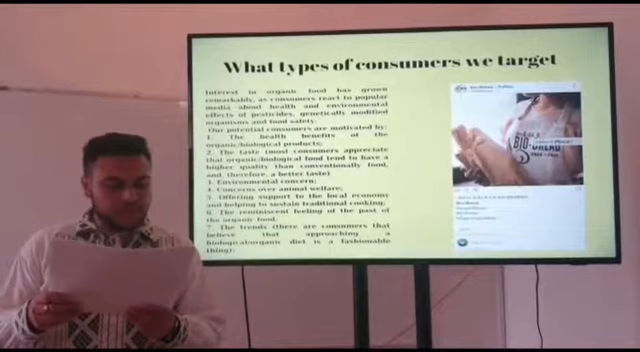 What types of consumers we target
Interest in organic food has grown
remarkably, as consumers react to popular
media about health and environmental
effects of pesticides, genetically modified
organisms and food safety.
Our potential consumers are motivated by:
1. The health benefits of the
organic/biological products;
2. The taste (most consumers appreciate
that organic/biological food tend to have a
higher quality than conventionally food,
and, therefore, a better taste)
3. Environmental concern;
4. Concerns over animal welfare;
5. Offering support to the local economy
and helping to sustain traditional cooking;
6. The reminiscent feeling of the past of
the organic food;
7. The trends (there are consumers that
believe that approaching a
biological/organic diet is a fashionable
thing);
BIO
BREAD